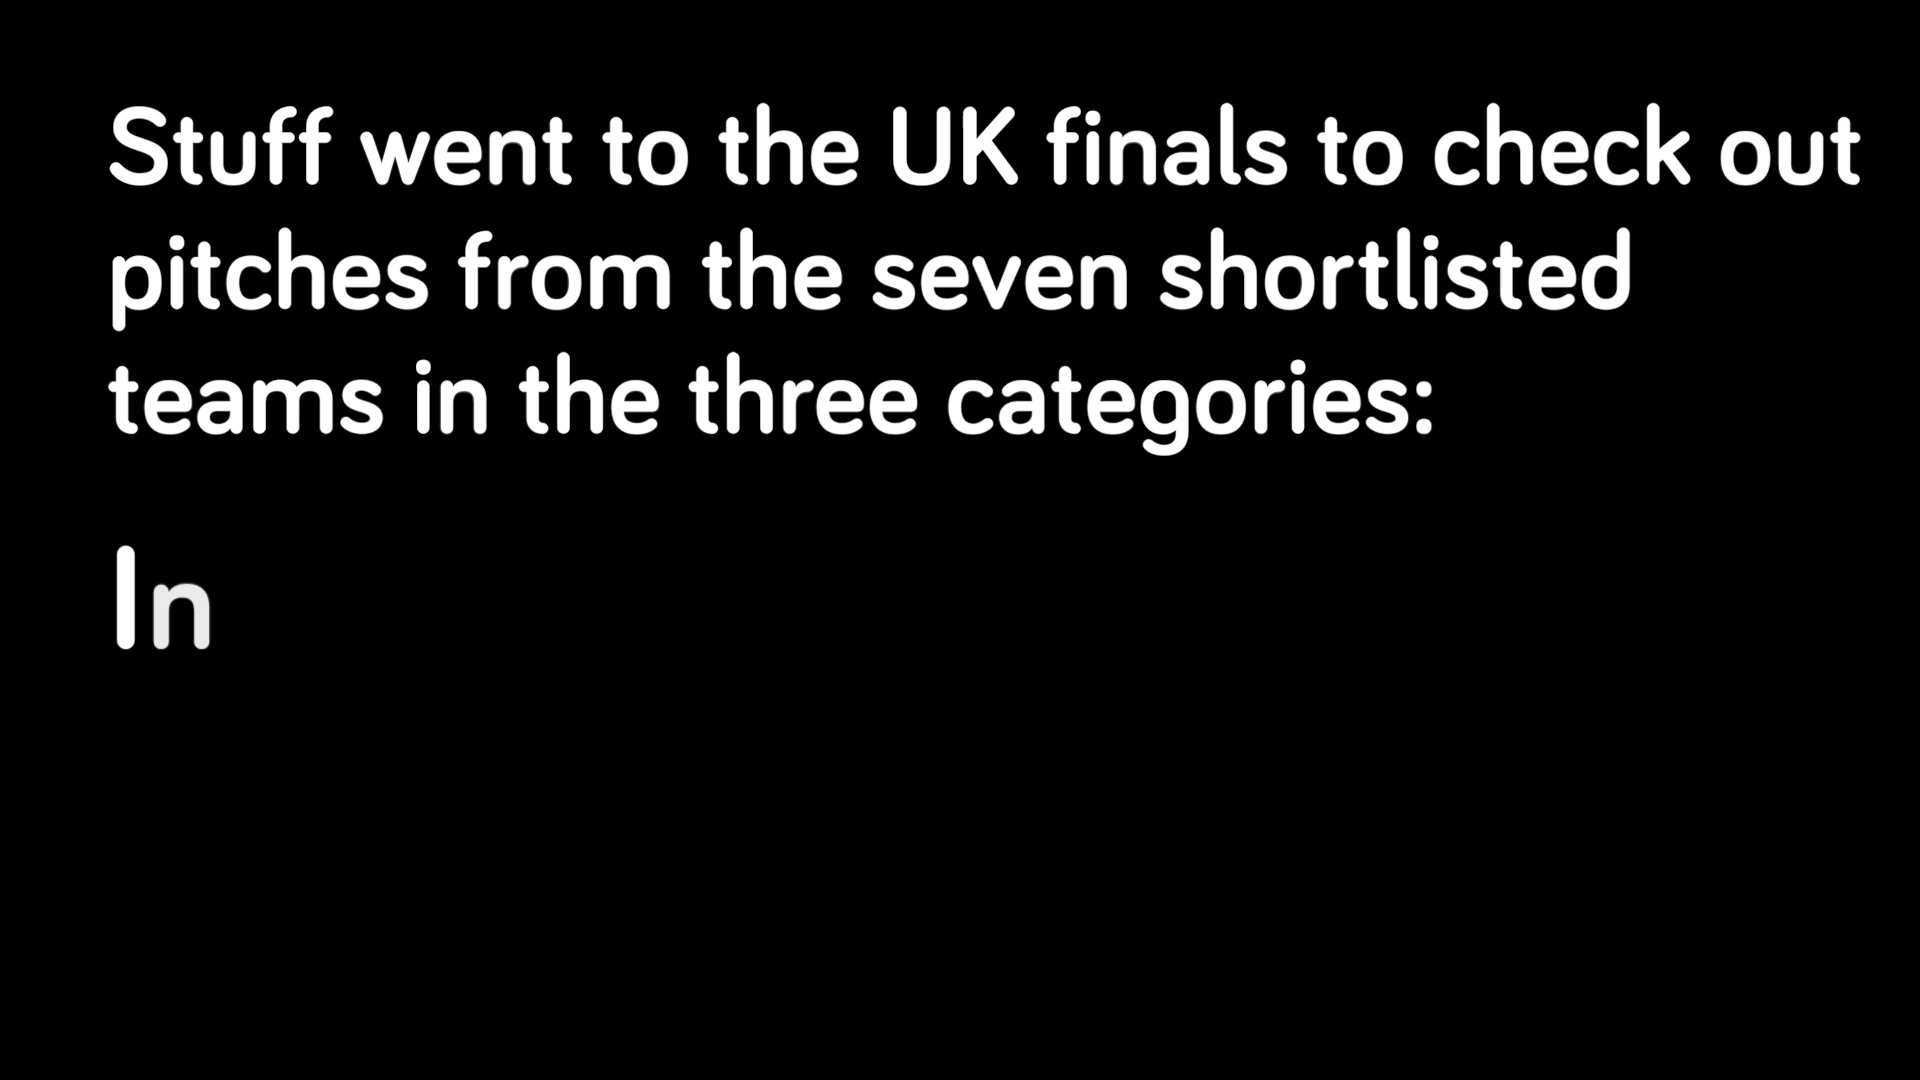 Stuff went to the UK finals to check out
pitches from the seven shortlisted
teams in the three categories:
In